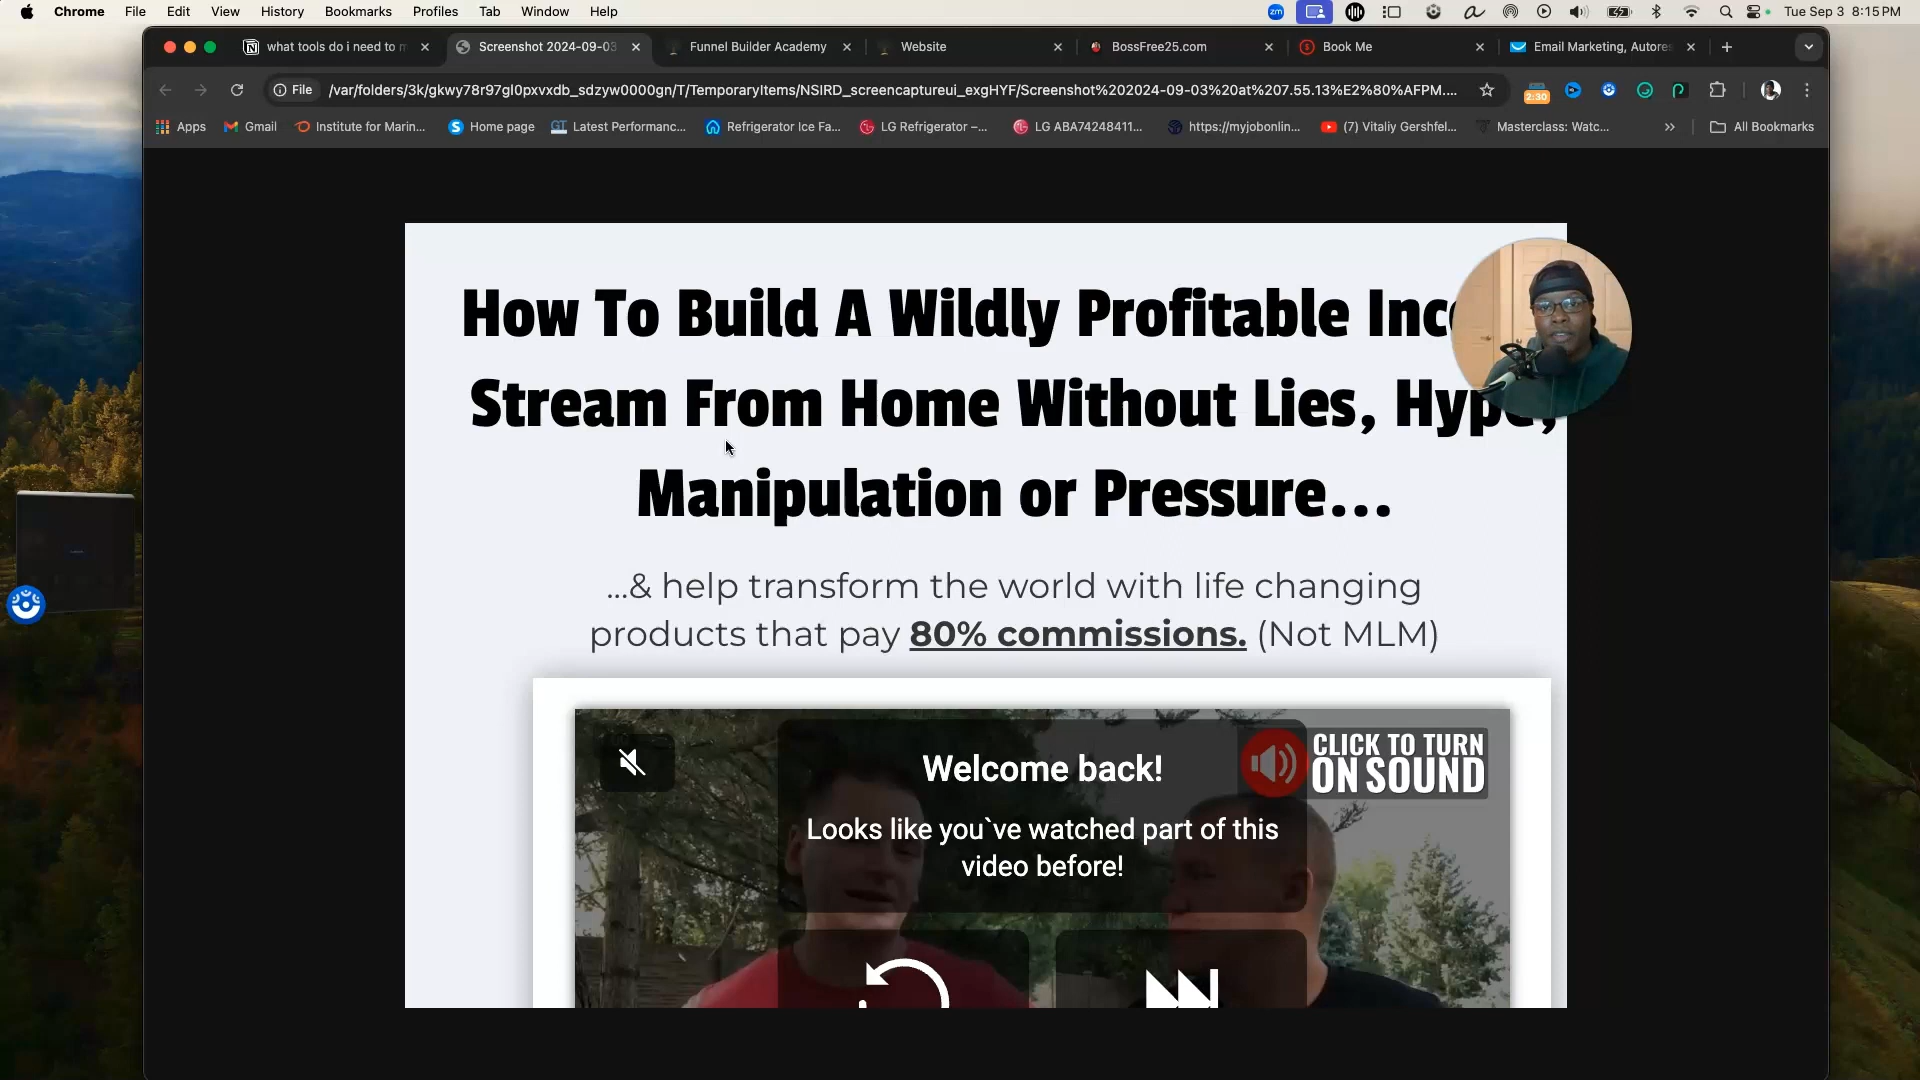 Chrome File Edit View History Bookmarks Profiles Tab Window Help
zm
Tue Sep 3 8:15 PM
what tools do i need to m
Screenshot 2024-09-03
Funnel Builder Academy
Website
BossFree25.com
Book Me
Email Marketing, Autores
File
/var/folders/3k/gkwy78r97gl0pxvxdb_sdzyw0000gn/T/TemporaryItems/NSIRD_screencaptureui_exgHYF/Screenshot%202024-09-03%20at%207.55.13%E2%80%AFPM....
2:30
Apps
Gmail
Institute for Marin...
Home page
Latest Performanc...
Refrigerator Ice Fa...
LG Refrigerator –...
LG ABA74248411...
https://myjobonlin...
(7) Vitaliy Gershfel...
Masterclass: Watc...
All Bookmarks
How To Build A Wildly Profitable Inc
Stream From Home Without Lies, Hype,
Manipulation or Pressure...
...& help transform the world with life changing
products that pay 80% commissions. (Not MLM)
Welcome back!
CLICK TO TURN
ON SOUND
Looks like you`ve watched part of this
video before!